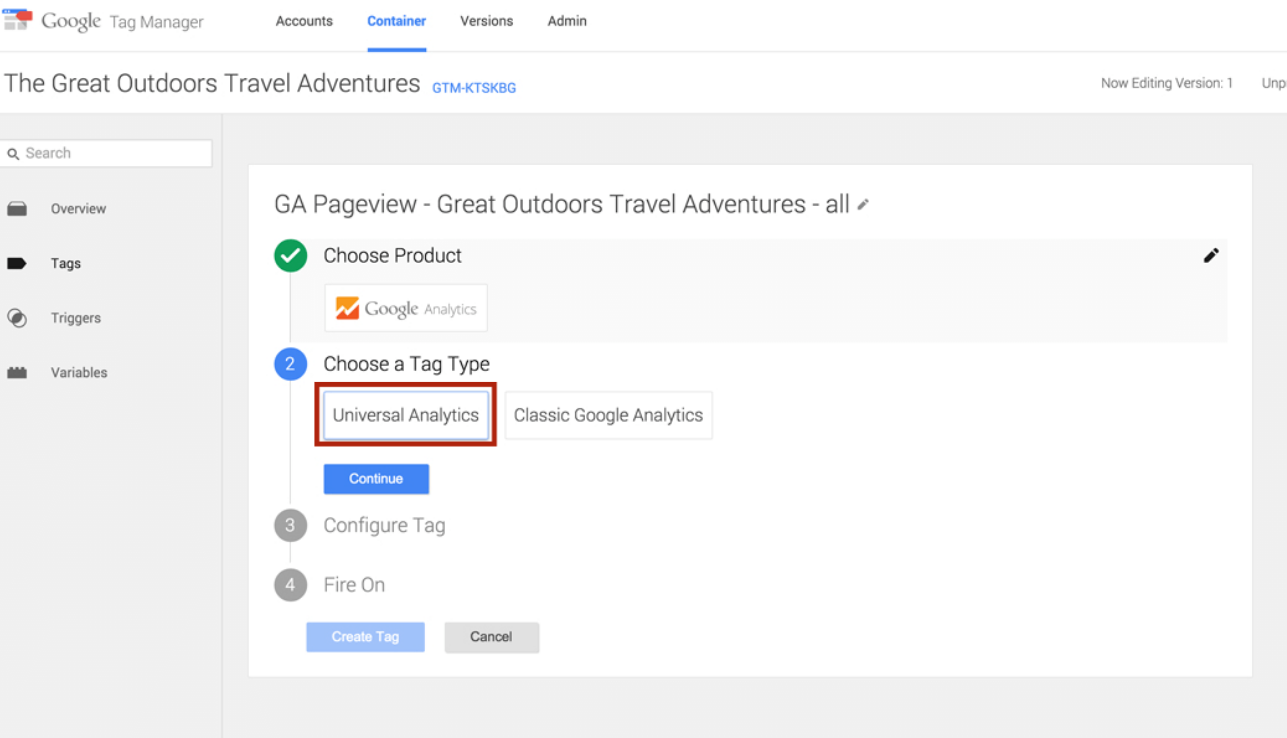 Google Tag Manager Accounts Container Versions Admin
The Great Outdoors Travel Adventures GTM-KTSKBG Now Editing Version: 1
Search
Overview
Tags
Triggers
Variables
GA Pageview - Great Outdoors Travel Adventures - all
Choose Product
Google Analytics
2 Choose a Tag Type
Universal Analytics Classic Google Analytics
Continue
3 Configure Tag
4 Fire On
Create Tag Cancel